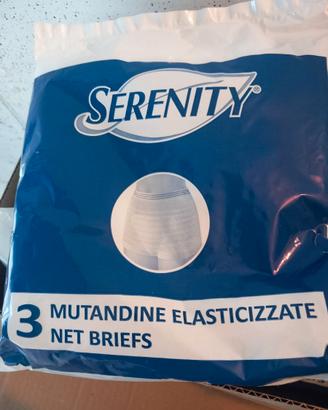 SERENITY®
3 MUTANDINE ELASTICIZZATE
NET BRIEFS